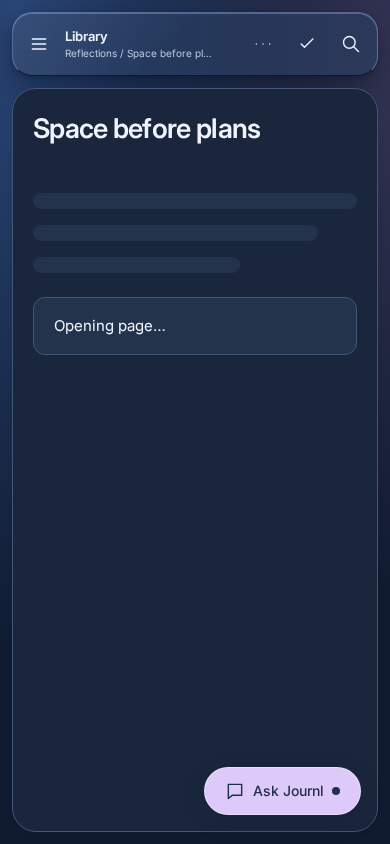 Library
Reflections / Space before pl...
...
Space before plans
Opening page...
Ask Journl